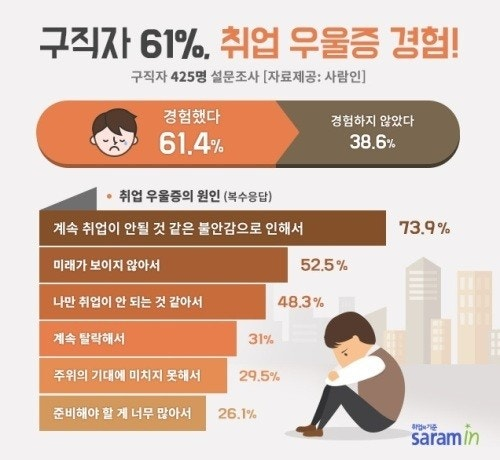 구직자 61%, 취업 우울증 경험!
구직자 425명 설문조사 [자료제공: 사람인]
경험했다
61.4%
경험하지 않았다
38.6%
• 취업 우울증의 원인 (복수응답)
계속 취업이 안될 것 같은 불안감으로 인해서 73.9%
미래가 보이지 않아서 52.5%
나만 취업이 안 되는 것 같아서 48.3%
계속 탈락해서 31%
주위의 기대에 미치지 못해서 29.5%
준비해야 할 게 너무 많아서 26.1%
취업의 기준
saramin